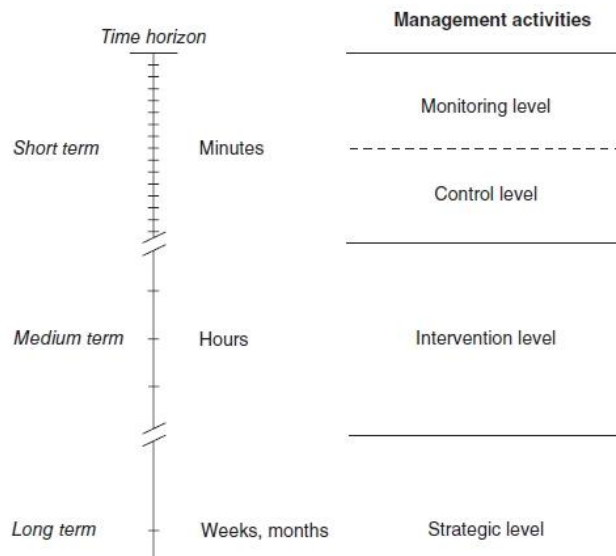 Management activities
Time horizon
Monitoring level
Short term
Minutes
Control level
Medium term
Hours
Intervention level
Long term
Weeks, months
Strategic level